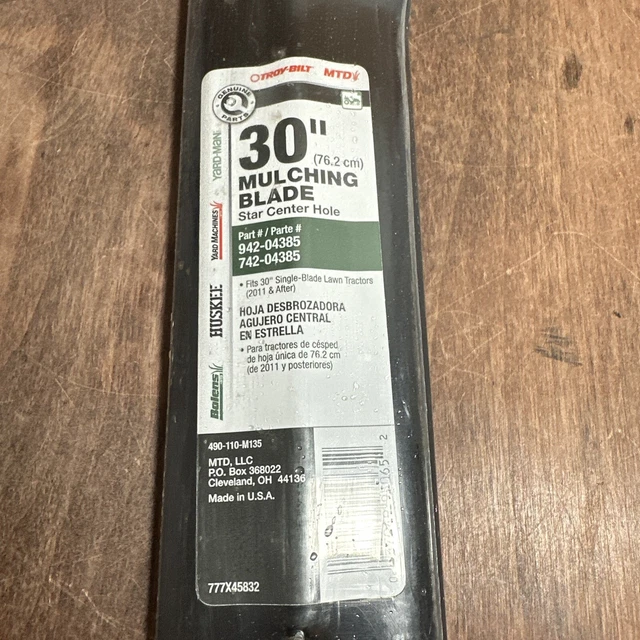 TROY-BILT MTD
GENUINE PARTS
30"
(76.2 cm)
MULCHING
BLADE
Star Center Hole
Part # / Parte #
942-04385
742-04385
• Fits 30" Single-Blade Lawn Tractors
(2011 & After)
HOJA DESBROZADORA
AGUJERO CENTRAL
EN ESTRELLA
• Para tractores de césped
de hoja única de 76.2 cm
(de 2011 y posteriores)
YARD-MAN
YARD MACHINES
HUSKEE
Bolens
490-110-M135
MTD, LLC
P.O. Box 368022
Cleveland, OH 44136
Made in U.S.A.
777X45832